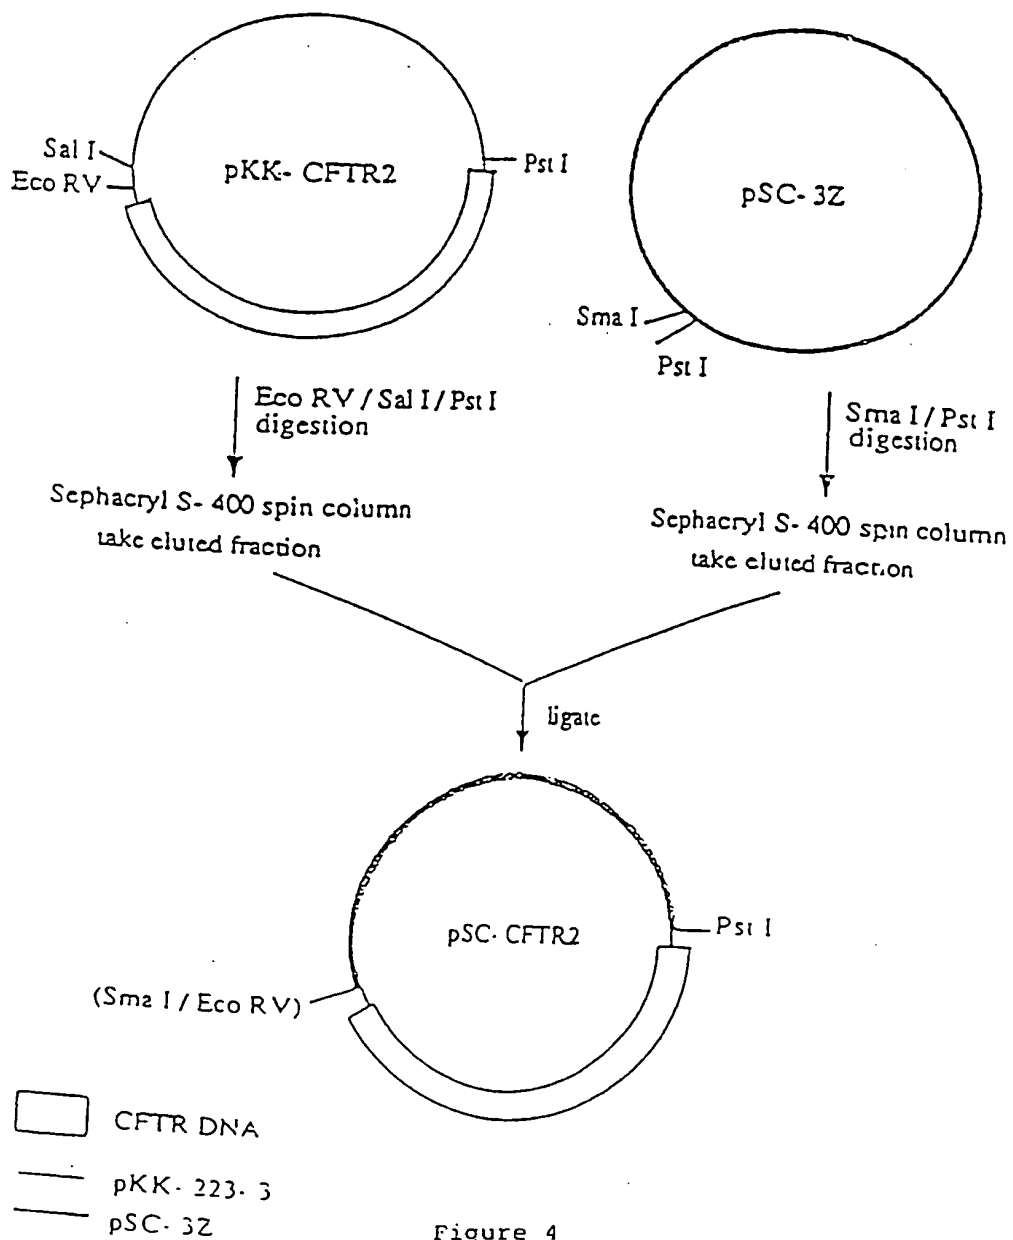 Sal I
Eco RV
pKK- CFTR2
Pst I
pSC- 3Z
Sma I
Pst I
Eco RV / Sal I / Pst I
digestion
Sma I / Pst I
digestion
Sephacryl S- 400 spin column
take eluted fraction
Sephacryl S- 400 spin column
take eluted fraction
ligate
pSC- CFTR2
Pst I
(Sma I / Eco RV)
CFTR DNA
pKK- 223- 3
pSC- 3Z
Figure 4